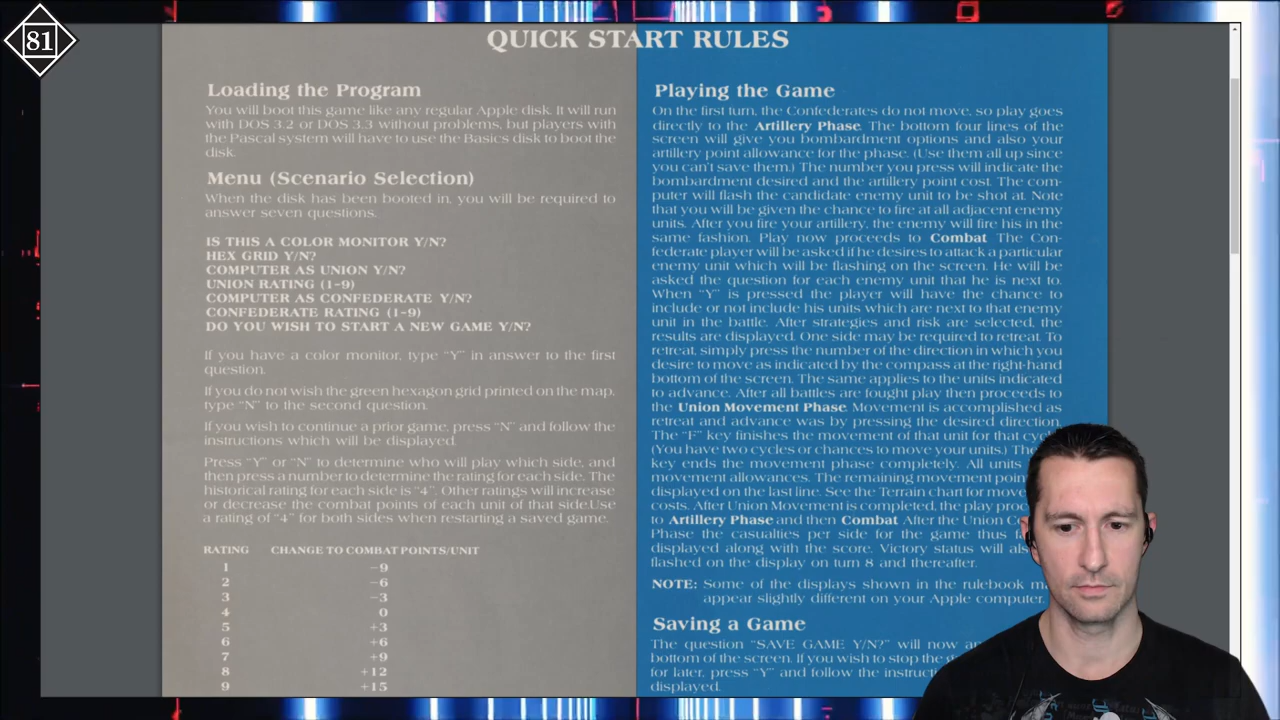 81
QUICK START RULES
Loading the Program
You will boot this game like any regular Apple disk. It will run
with DOS 3.2 or DOS 3.3 without problems, but players with
the Pascal system will have to use the Basics disk to boot the
disk.
Menu (Scenario Selection)
When the disk has been booted in, you will be required to
answer seven questions.
IS THIS A COLOR MONITOR Y/N?
HEX GRID Y/N?
COMPUTER AS UNION Y/N?
UNION RATING (1-9)
COMPUTER AS CONFEDERATE Y/N?
CONFEDERATE RATING (1-9)
DO YOU WISH TO START A NEW GAME Y/N?
If you have a color monitor, type "Y" in answer to the first
question.
If you do not wish the green hexagon grid printed on the map,
type "N" to the second question.
If you wish to continue a prior game, press "N" and follow the
instructions which will be displayed.
Press "Y" or "N" to determine who will play which side, and
then press a number to determine the rating for each side. The
historical rating for each side is "4". Other ratings will increase
or decrease the combat points of each unit of that side.Use
a rating of "4" for both sides when restarting a saved game.
RATING CHANGE TO COMBAT POINTS/UNIT
1 -9
2 -6
3 -3
4 0
5 +3
6 +6
7 +9
8 +12
9 +15
Playing the Game
On the first turn, the Confederates do not move, so play goes
directly to the Artillery Phase. The bottom four lines of the
screen will give you bombardment options and also your
artillery point allowance for the phase. (Use them all up since
you can't save them.) The number you press will indicate the
bombardment desired and the artillery point cost. The com-
puter will flash the candidate enemy unit to be shot at. Note
that you will be given the chance to fire at all adjacent enemy
units. After you fire your artillery, the enemy will fire his in the
same fashion. Play now proceeds to Combat The Con-
federate player will be asked if he desires to attack a particular
enemy unit which will be flashing on the screen. He will be
asked the question for each enemy unit that he is next to.
When "Y" is pressed the player will have the chance to
include or not include his units which are next to that enemy
unit in the battle. After strategies and risk are selected, the
results are displayed. One side may be required to retreat. To
retreat, simply press the number of the direction in which you
desire to move as indicated by the compass at the right-hand
bottom of the screen. The same applies to the units indicated
to advance. After all battles are fought play then proceeds to
the Union Movement Phase. Movement is accomplished as
retreat and advance was by pressing the desired direction.
The "F" key finishes the movement of that unit for that cycl
(You have two cycles or chances to move your units.) The
key ends the movement phase completely. All units
movement allowances. The remaining movement poin
displayed on the last line. See the Terrain chart for move
costs. After Union Movement is completed, the play proc
to Artillery Phase and then Combat After the Union C
Phase the casualties per side for the game thus fa
displayed along with the score. Victory status will als
flashed on the display on turn 8 and thereafter.
NOTE: Some of the displays shown in the rulebook m
appear slightly different on your Apple computer.
Saving a Game
The question "SAVE GAME Y/N?" will now a
bottom of the screen. If you wish to stop the g
for later, press "Y" and follow the instructi
displayed.